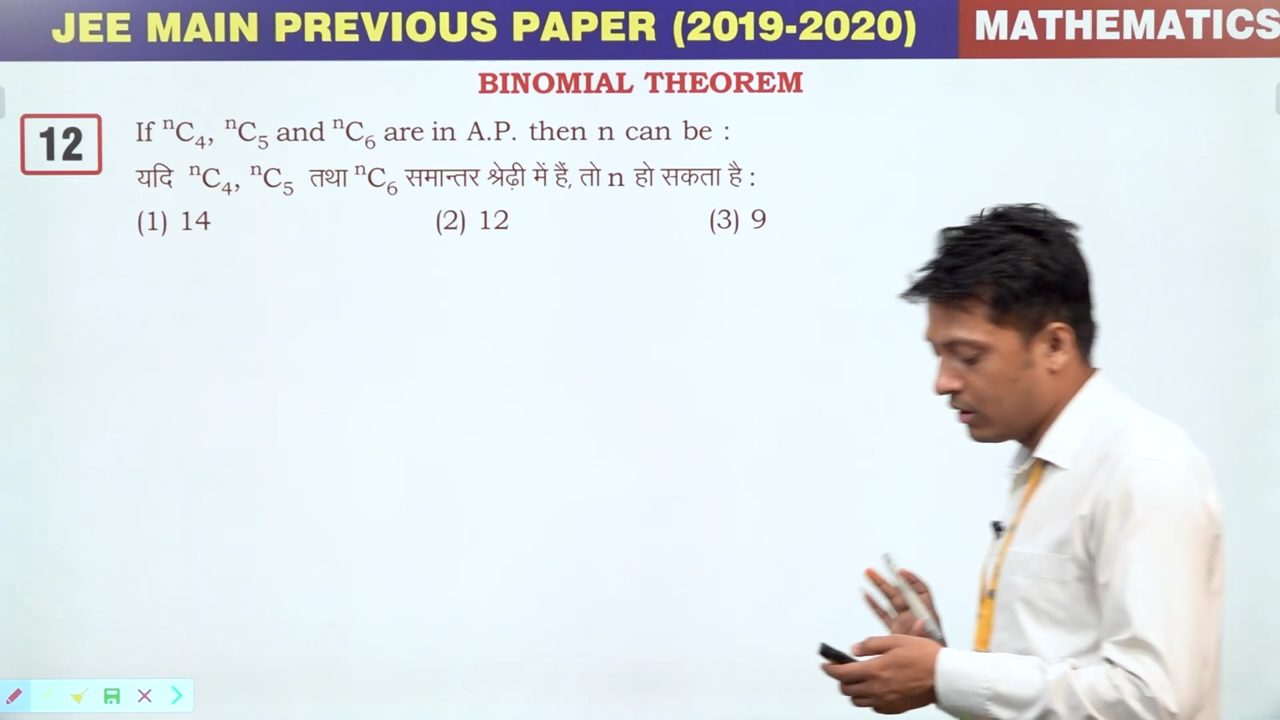 JEE MAIN PREVIOUS PAPER (2019-2020) MATHEMATICS
BINOMIAL THEOREM
12 If ⁿC₄, ⁿC₅ and ⁿC₆ are in A.P. then n can be :
यदि ⁿC₄, ⁿC₅ तथा ⁿC₆ समान्तर श्रेढ़ी में हैं, तो n हो सकता है :
(1) 14 (2) 12 (3) 9